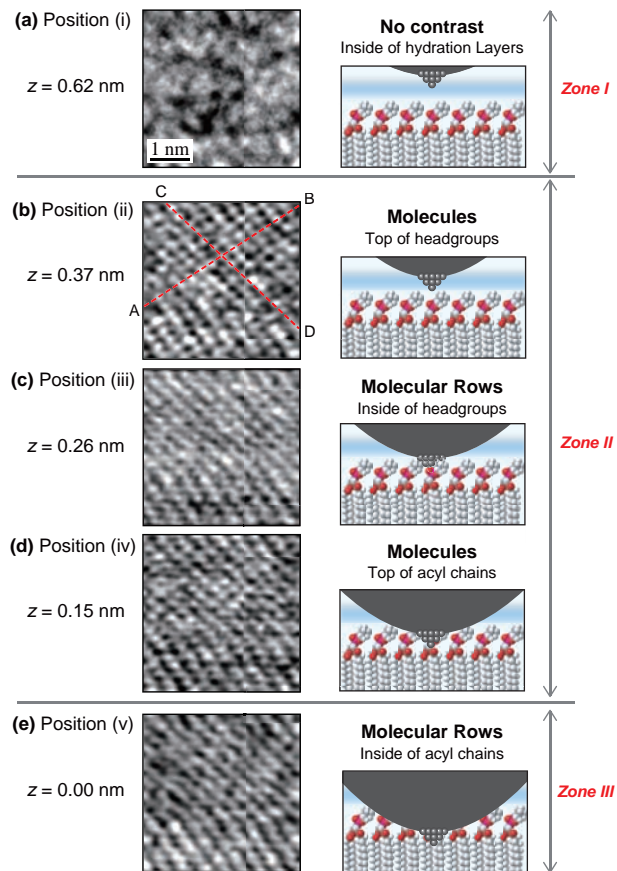 (a) Position (i)
z = 0.62 nm
1 nm
No contrast
Inside of hydration Layers
Zone I
(b) Position (ii)
z = 0.37 nm
C
B
A
D
Molecules
Top of headgroups
(c) Position (iii)
z = 0.26 nm
Molecular Rows
Inside of headgroups
Zone II
(d) Position (iv)
z = 0.15 nm
Molecules
Top of acyl chains
(e) Position (v)
z = 0.00 nm
Molecular Rows
Inside of acyl chains
Zone III